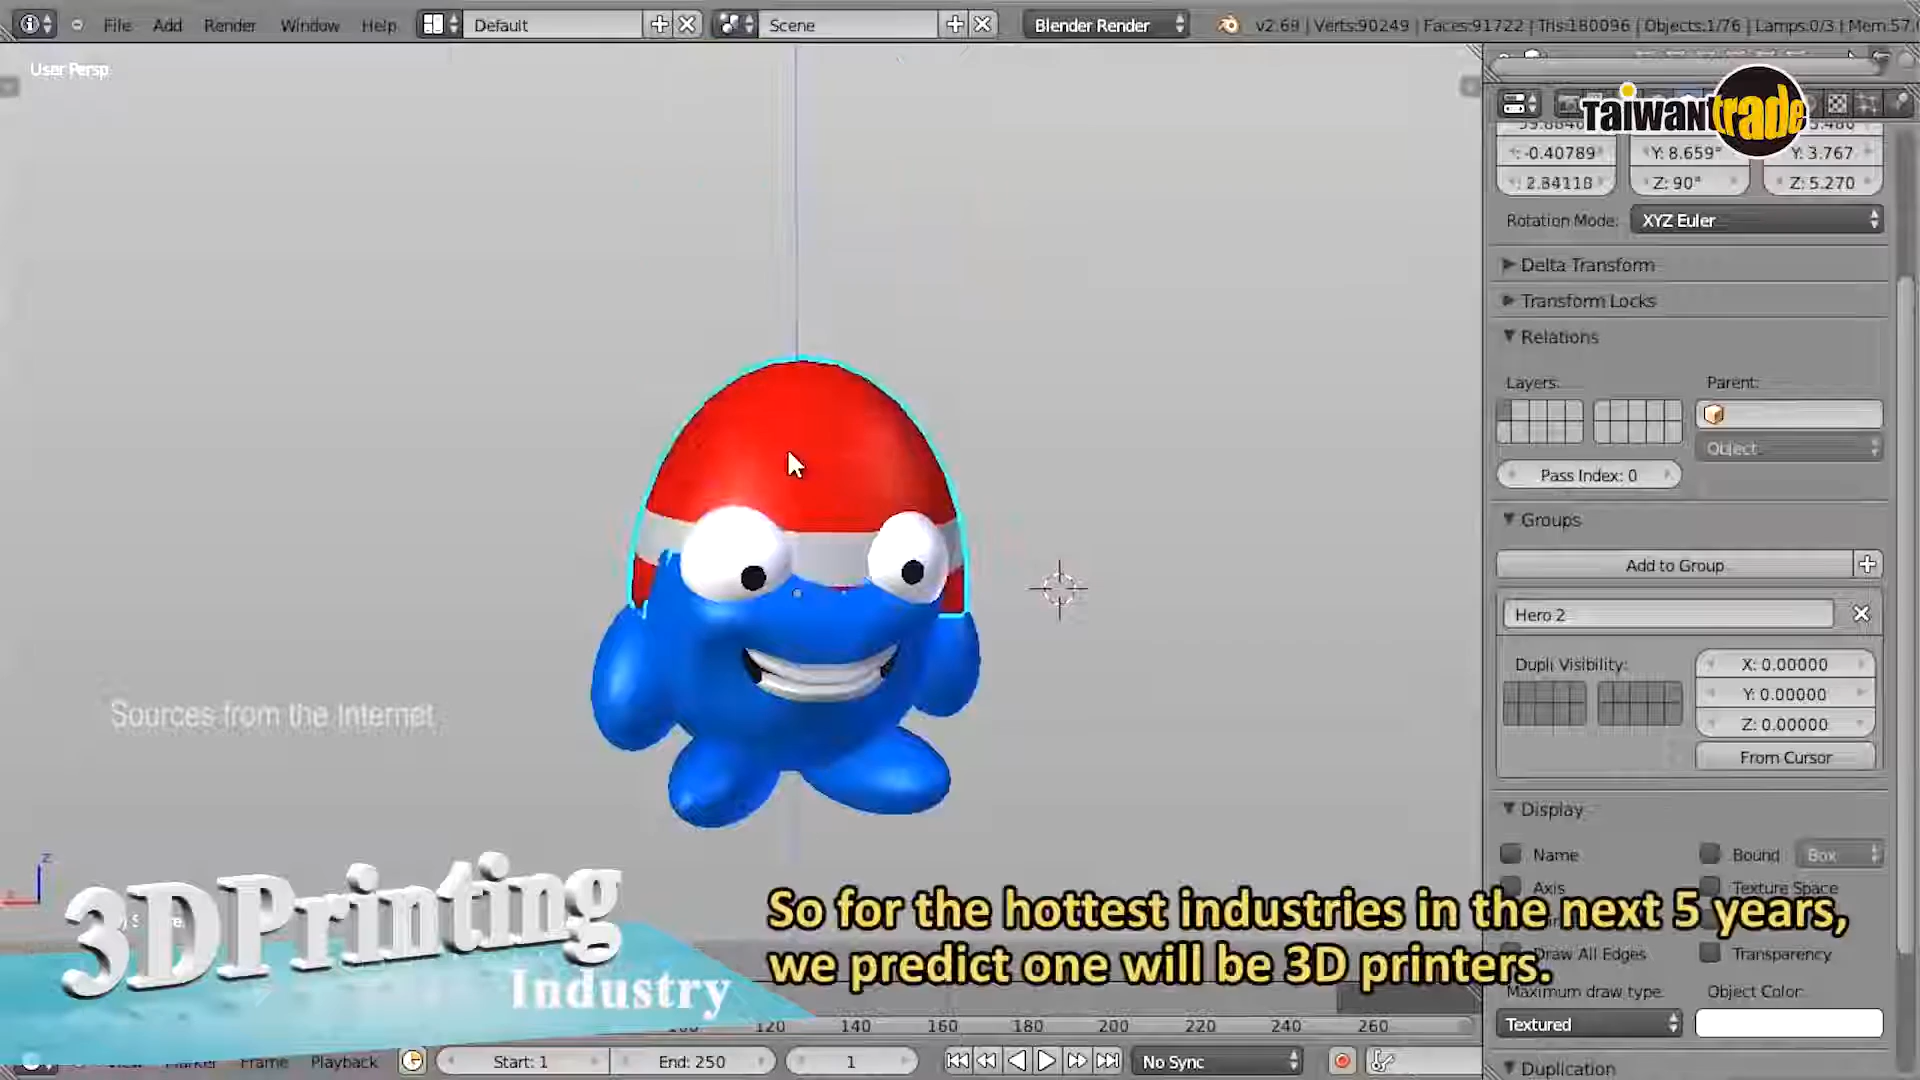 File Add Render Window Help Default Scene Blender Render v2.69 | Verts:90249 | Faces:91722 | Tris:180096 | Objects:1/76 | Lamps:0/3 | Mem:57.
User Persp
TAIWANtrade
-0.40789 Y: 8.659° Y: 3.767
2.84118 Z: 90° Z: 5.270
Rotation Mode: XYZ Euler
Delta Transform
Transform Locks
Relations
Layers: Parent:
Object
Pass Index: 0
Groups
Add to Group
Hero 2
Dupli Visibility: X: 0.00000
Y: 0.00000
Z: 0.00000
From Cursor
Sources from the Internet
Display
Name Bound Box
Axis Texture Space
Draw All Edges Transparency
Maximum draw type: Object Color:
Textured
Duplication
z
3DPrinting
Industry
So for the hottest industries in the next 5 years,
we predict one will be 3D printers.
120 140 160 180 200 220 240 260
Marker Frame Playback Start: 1 End: 250 1 No Sync